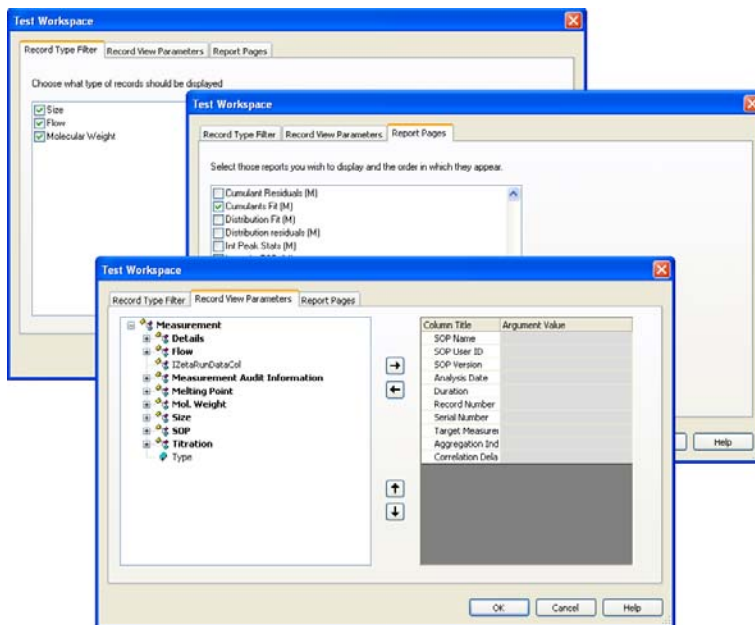 Test Workspace
Record Type Filter Record View Parameters Report Pages
Choose what type of records should be displayed
Size
Flow
Molecular Weight
Test Workspace
Record Type Filter Record View Parameters Report Pages
Select those reports you wish to display and the order in which they appear.
Cumulant Residuals (M)
Cumulants Fit (M)
Distribution Fit (M)
Distribution residuals (M)
Int Peak Stats (M)
Help
Test Workspace
Record Type Filter Record View Parameters Report Pages
Measurement
Details
Flow
IZetaRunDataCol
Measurement Audit Information
Melting Point
Mol. Weight
Size
SOP
Titration
Type
Column Title Argument Value
SOP Name
SOP User ID
SOP Version
Analysis Date
Duration
Record Number
Serial Number
Target Measurer
Aggregation Ind
Correlation Dela
OK Cancel Help